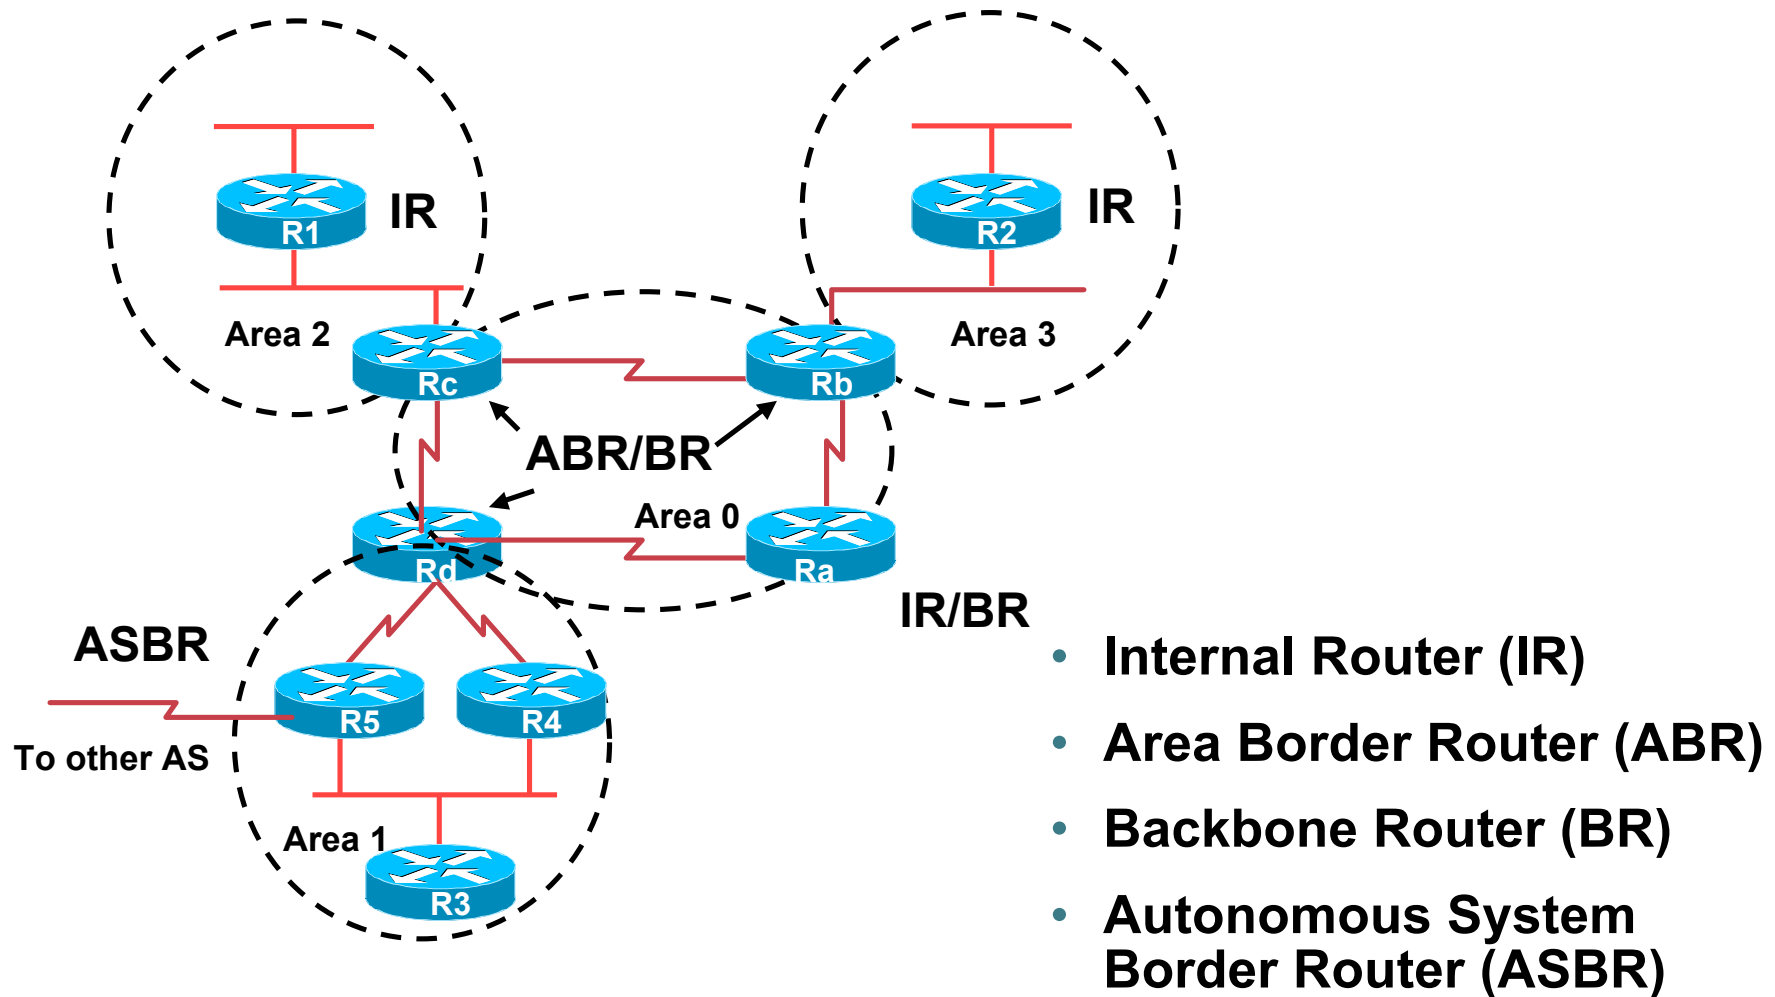 IR
R1
IR
R2
Area 2
Area 3
Rc
Rb
ABR/BR
Area 0
Rd
Ra
IR/BR
ASBR
R5
R4
To other AS
Area 1
R3
• Internal Router (IR)
• Area Border Router (ABR)
• Backbone Router (BR)
• Autonomous System
Border Router (ASBR)